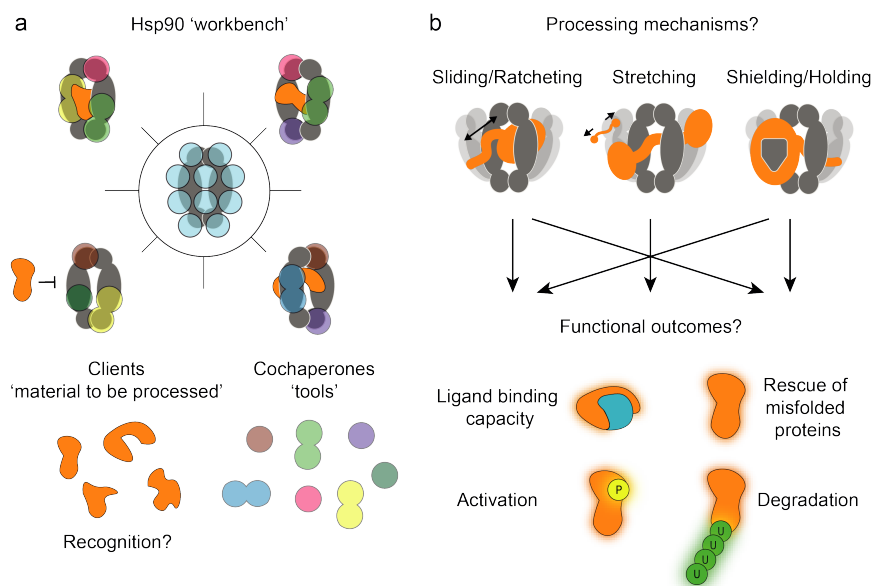 a
Hsp90 ‘workbench’
Clients
‘material to be processed’
Cochaperones
‘tools’
Recognition?
b
Processing mechanisms?
Sliding/Ratcheting
Stretching
Shielding/Holding
Functional outcomes?
Ligand binding
capacity
Rescue of
misfolded
proteins
Activation
P
Degradation
U
U
U
U